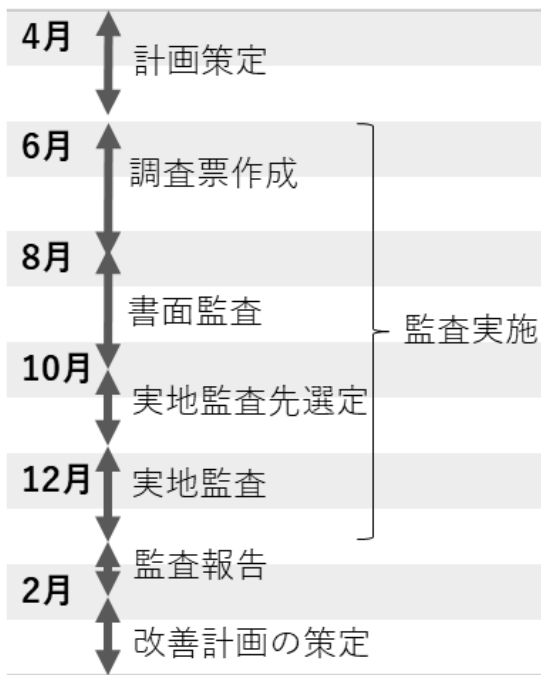 4月
計画策定
6月
調査票作成
8月
書面監査
監査実施
10月
実地監査先選定
12月
実地監査
監査報告
2月
改善計画の策定